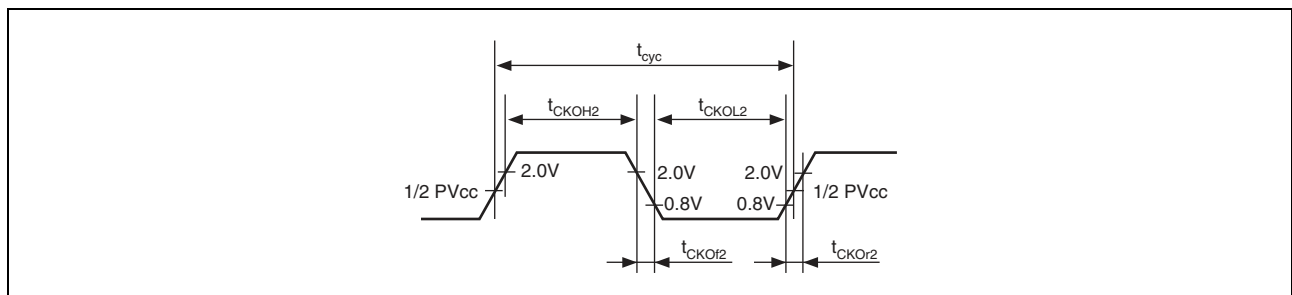 tcyc
tCKOH2 tCKOL2
2.0V 2.0V 2.0V
1/2 PVcc 1/2 PVcc
0.8V 0.8V
tCKOf2 tCKOr2